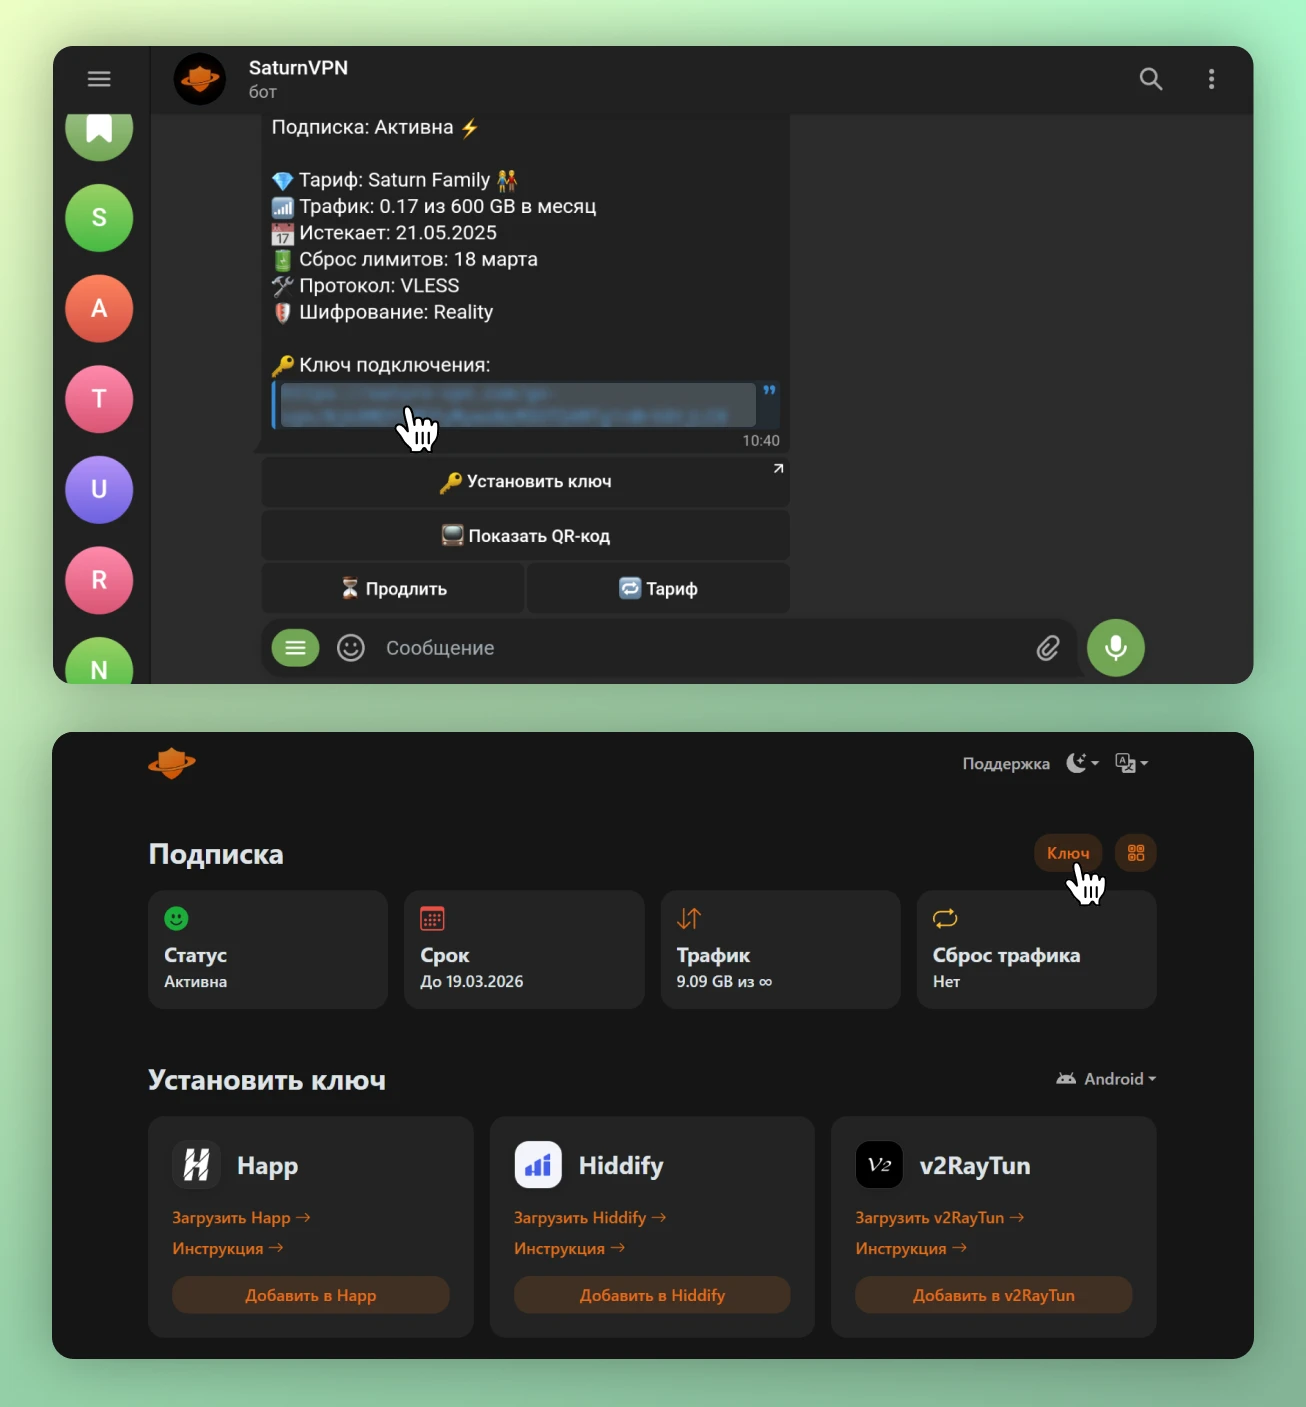 SaturnVPN
бот
Подписка: Активна ⚡
💎 Тариф: Saturn Family 👫
📶 Трафик: 0.17 из 600 GB в месяц
📅 Истекает: 21.05.2025
🔋 Сброс лимитов: 18 марта
🛠 Протокол: VLESS
🛡 Шифрование: Reality
🔑 Ключ подключения:
10:40
🔑 Установить ключ
Показать QR-код
⏳ Продлить
🔁 Тариф
Сообщение
S
A
T
U
R
N
Поддержка
Подписка
Ключ
Статус
Активна
Срок
До 19.03.2026
Трафик
9.09 GB из ∞
Сброс трафика
Нет
Установить ключ
Android
Happ
Загрузить Happ →
Инструкция →
Добавить в Happ
Hiddify
Загрузить Hiddify →
Инструкция →
Добавить в Hiddify
V2
v2RayTun
Загрузить v2RayTun →
Инструкция →
Добавить в v2RayTun